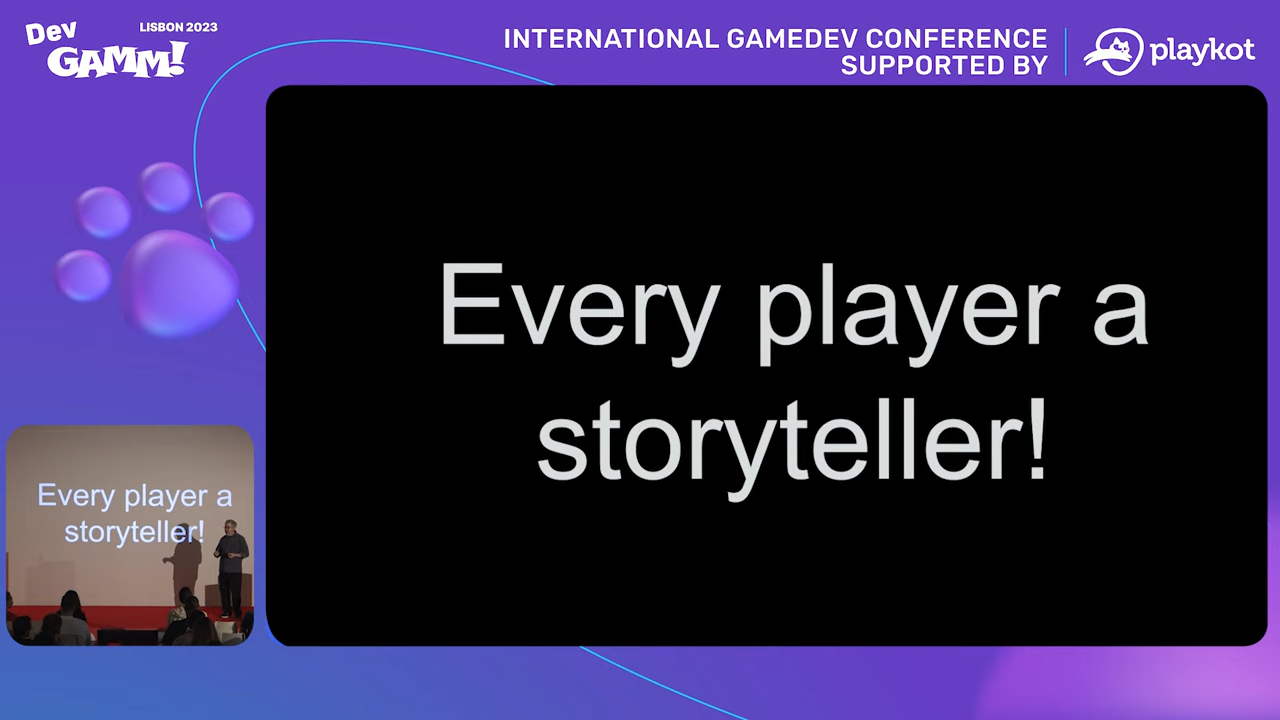 Dev
GAMM!
LISBON 2023
INTERNATIONAL GAMEDEV CONFERENCE
SUPPORTED BY
playkot
Every player a
storyteller!
Every player a
storyteller!